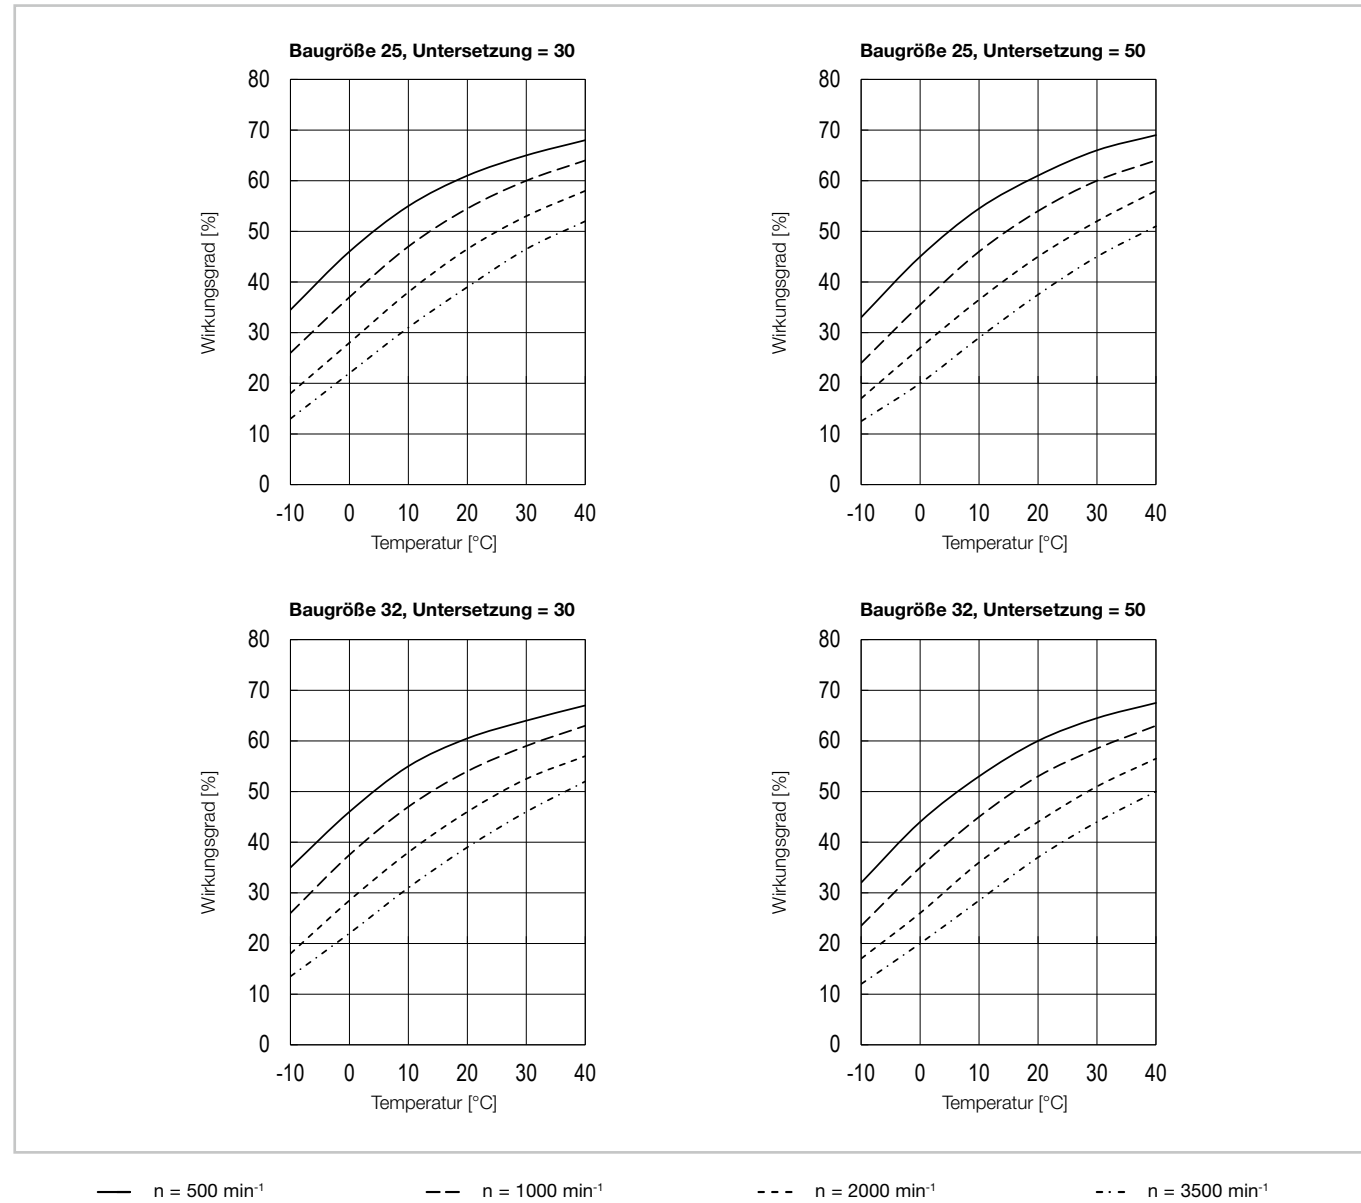 Baugröße 25, Untersetzung = 30
80
70
60
50
40
30
20
10
0
Wirkungsgrad [%]
-10 0 10 20 30 40
Temperatur [°C]
Baugröße 25, Untersetzung = 50
80
70
60
50
40
30
20
10
0
Wirkungsgrad [%]
-10 0 10 20 30 40
Temperatur [°C]
Baugröße 32, Untersetzung = 30
80
70
60
50
40
30
20
10
0
Wirkungsgrad [%]
-10 0 10 20 30 40
Temperatur [°C]
Baugröße 32, Untersetzung = 50
80
70
60
50
40
30
20
10
0
Wirkungsgrad [%]
-10 0 10 20 30 40
Temperatur [°C]
n = 500 min⁻¹ n = 1000 min⁻¹ n = 2000 min⁻¹ n = 3500 min⁻¹